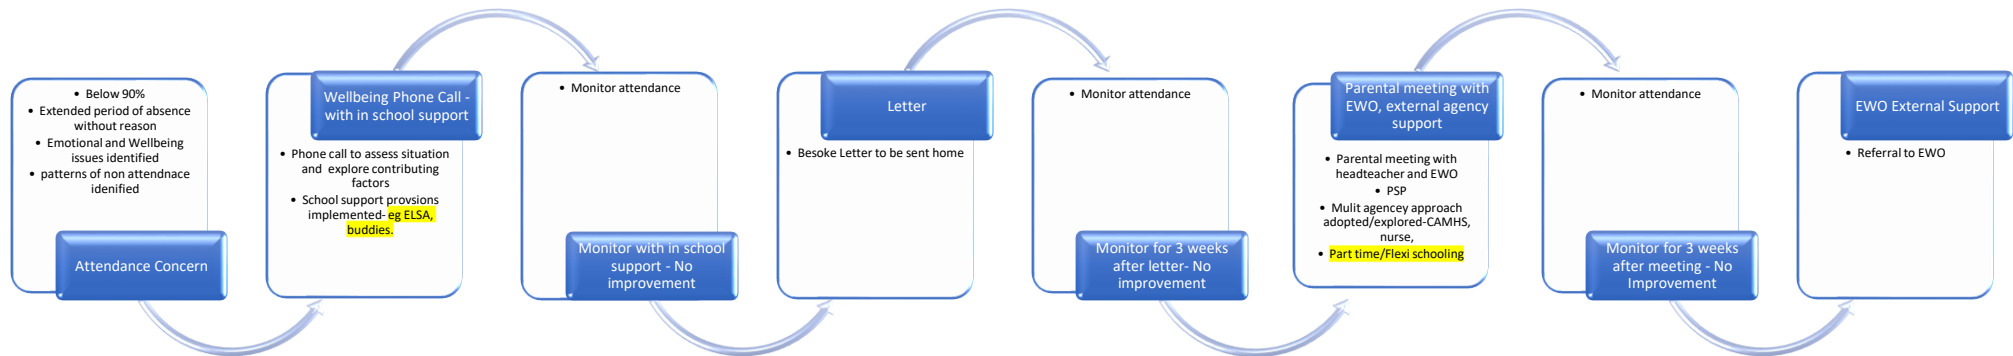 • Below 90%
• Extended period of absence
without reason
• Emotional and Wellbeing
issues identified
• patterns of non attendnace
idenified
Attendance Concern
Wellbeing Phone Call -
with in school support
• Phone call to assess situation
and explore contributing
factors
• School support provsions
implemented- eg ELSA,
buddies.
• Monitor attendance
Monitor with in school
support - No
improvement
Letter
• Besoke Letter to be sent home
• Monitor attendance
Monitor for 3 weeks
after letter- No
improvement
Parental meeting with
EWO, external agency
support
• Parental meeting with
headteacher and EWO
• PSP
• Mulit agencey approach
adopted/explored-CAMHS,
nurse,
• Part time/Flexi schooling
• Monitor attendance
Monitor for 3 weeks
after meeting - No
Improvement
EWO External Support
• Referral to EWO